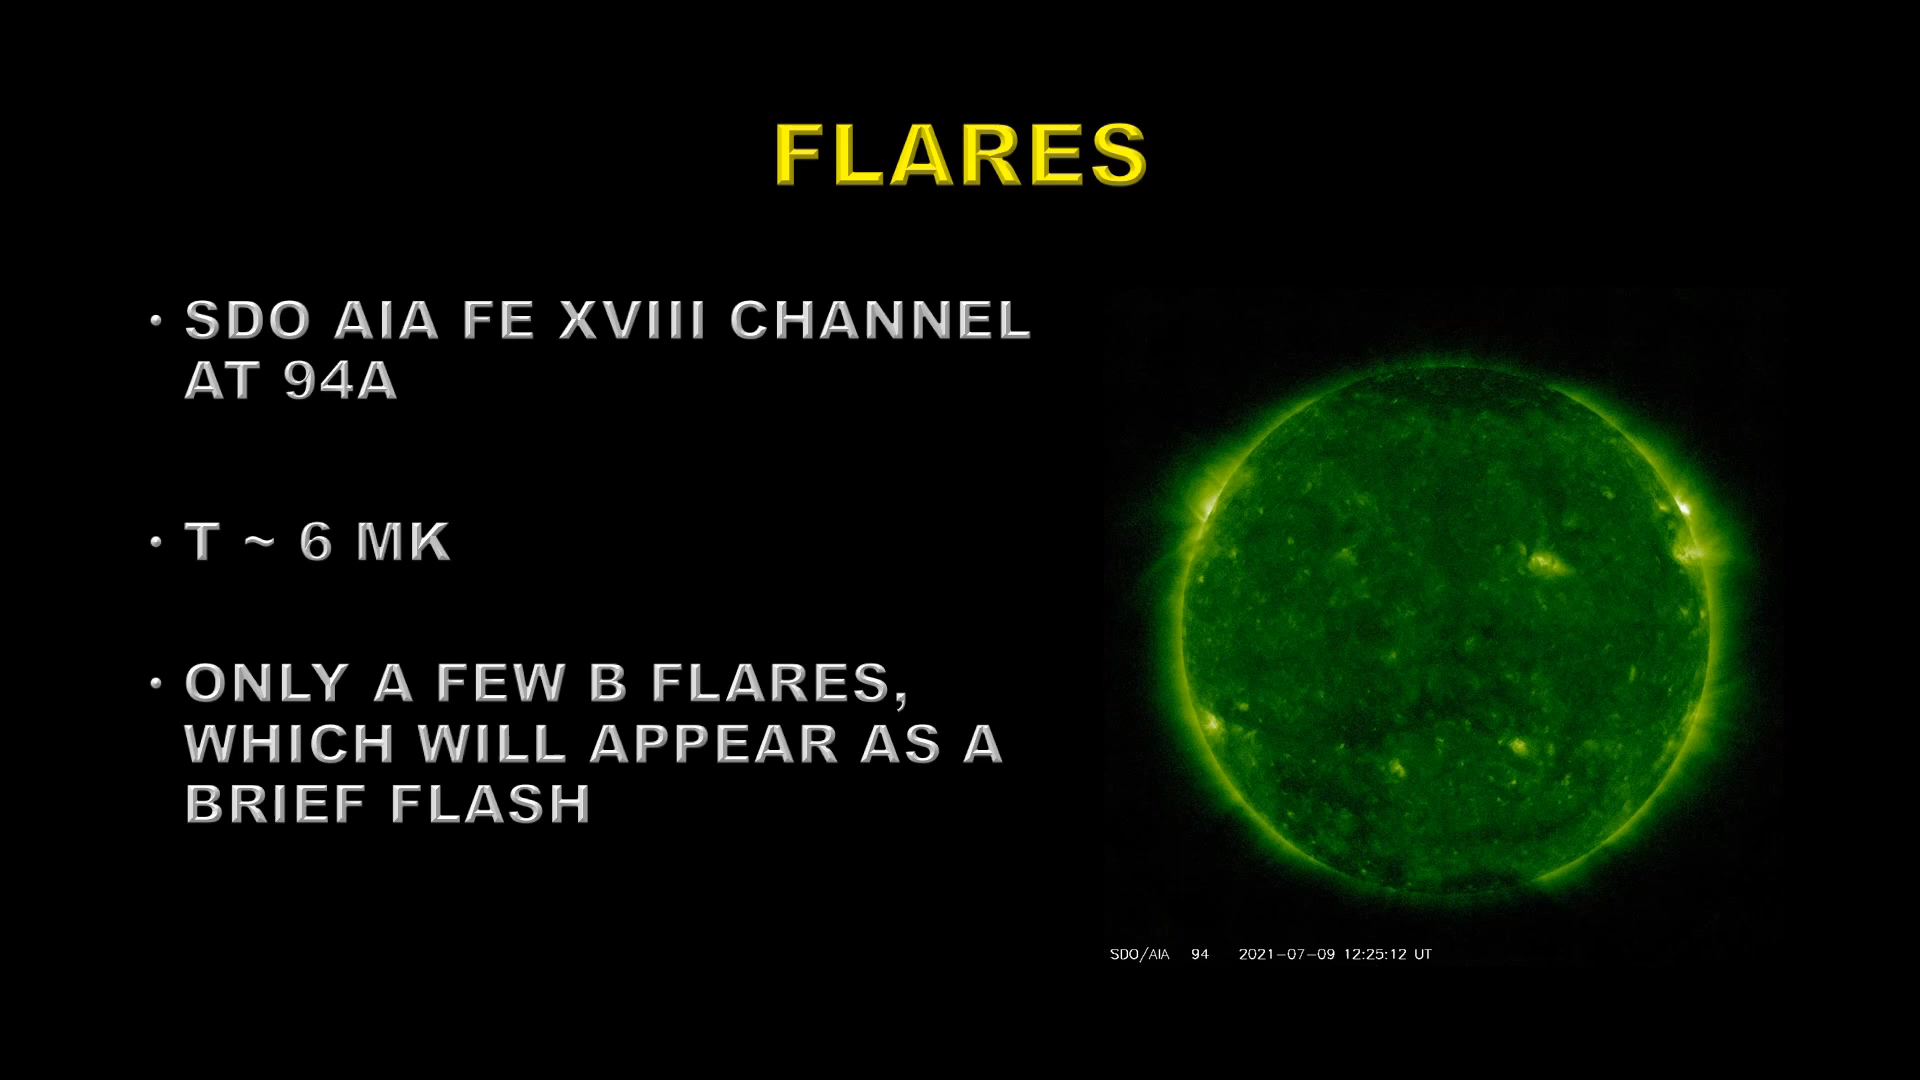 FLARES
• SDO AIA FE XVIII CHANNEL
AT 94A
• T ~ 6 MK
• ONLY A FEW B FLARES,
WHICH WILL APPEAR AS A
BRIEF FLASH
SDO/AIA 94 2021-07-09 12:25:12 UT